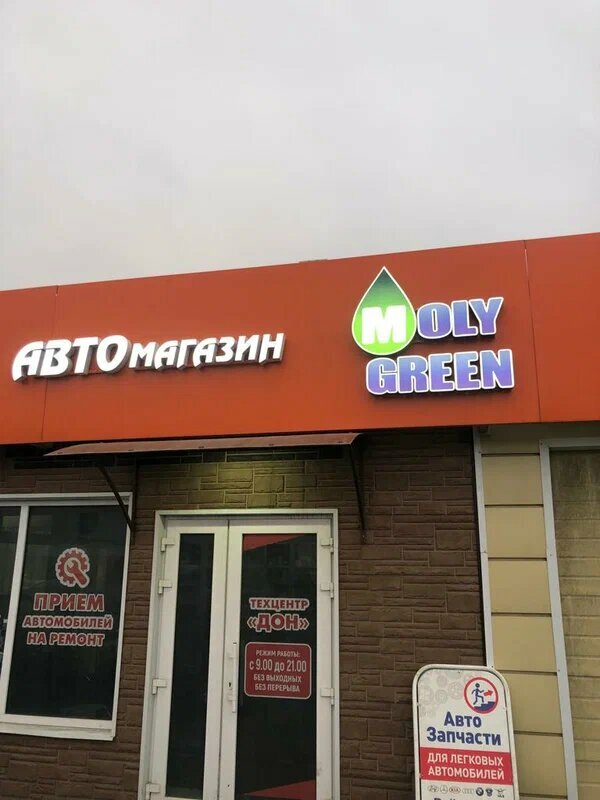 АВТОМАГАЗИН
MOLY
GREEN
ПРИЕМ
АВТОМОБИЛЕЙ
НА РЕМОНТ
ТЕХЦЕНТР
«ДОН»
РЕЖИМ РАБОТЫ:
с 9.00 до 21.00
БЕЗ ВЫХОДНЫХ
БЕЗ ПЕРЕРЫВА
Авто
Запчасти
ДЛЯ ЛЕГКОВЫХ
АВТОМОБИЛЕЙ